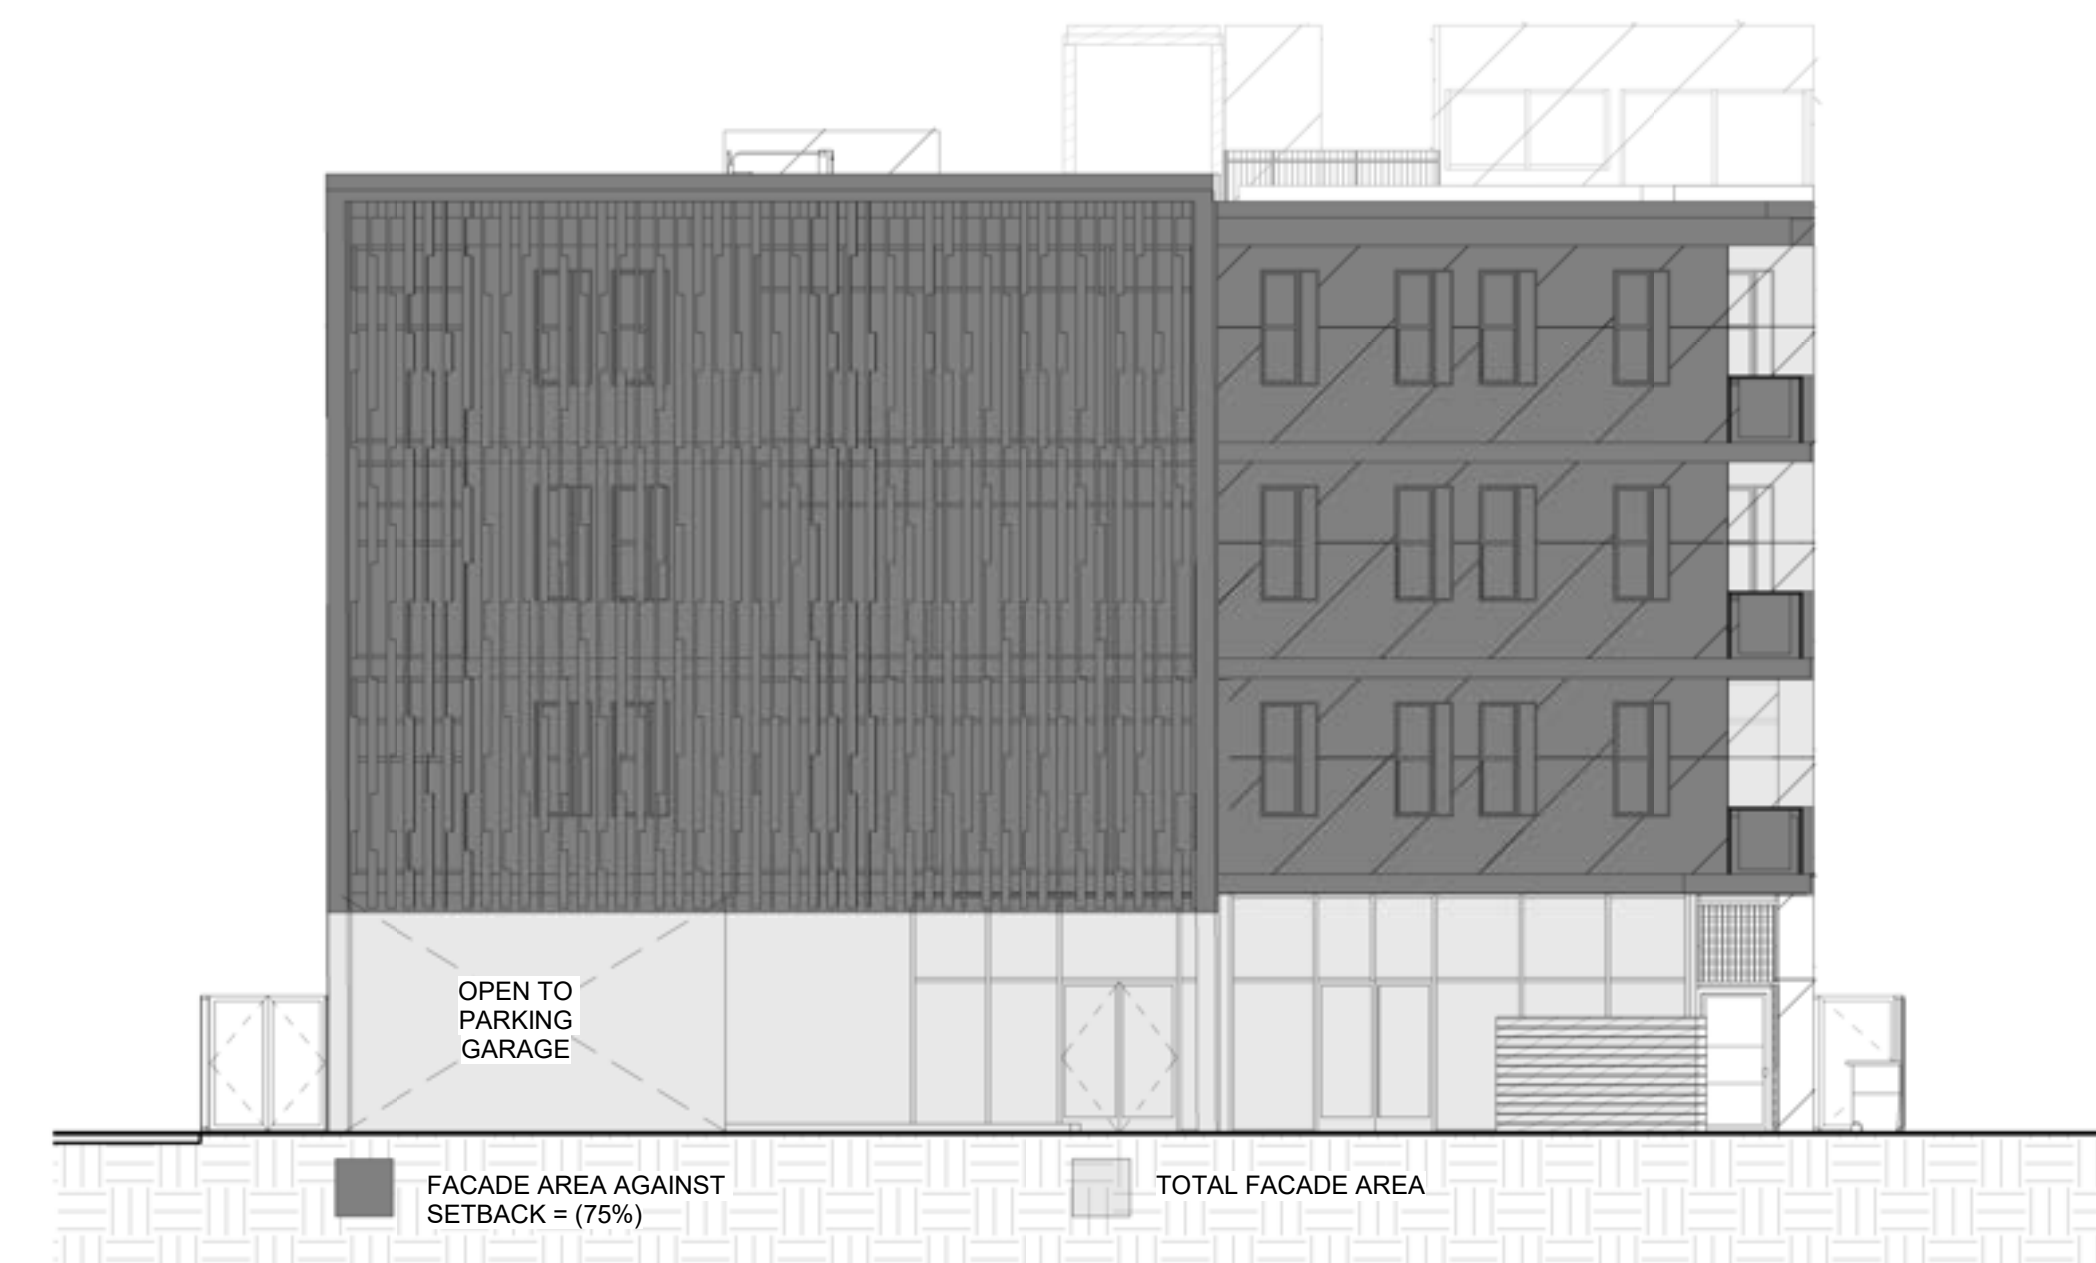 OPEN TO
PARKING
GARAGE
FACADE AREA AGAINST
SETBACK = (75%)
TOTAL FACADE AREA